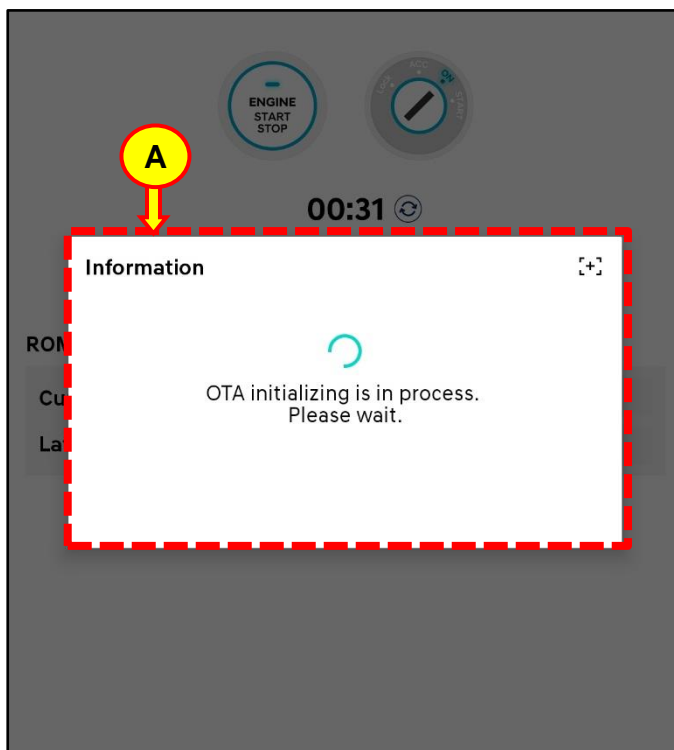 ENGINE
START
STOP
LOCK
ACC
ON
START
A
00:31
Information
[+]
ROM
Cu
OTA initializing is in process.
Please wait.
La